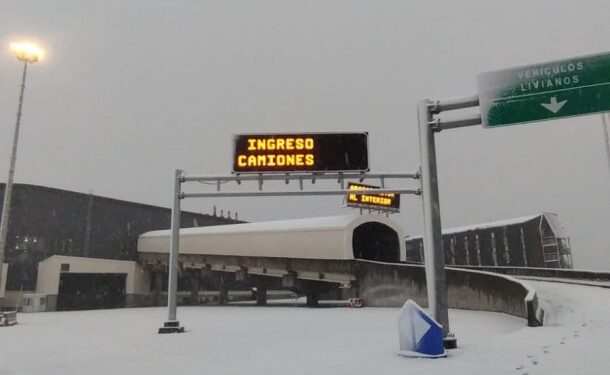 INGRESO
CAMIONES
AL INTERIOR
VEHÍCULOS
LIVIANOS